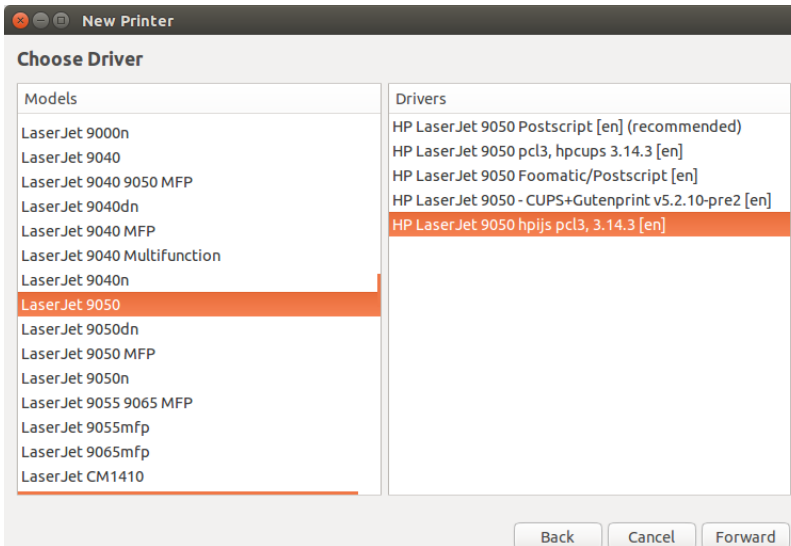 New Printer
Choose Driver
Models
LaserJet 9000n
LaserJet 9040
LaserJet 9040 9050 MFP
LaserJet 9040dn
LaserJet 9040 MFP
LaserJet 9040 Multifunction
LaserJet 9040n
LaserJet 9050
LaserJet 9050dn
LaserJet 9050 MFP
LaserJet 9050n
LaserJet 9055 9065 MFP
LaserJet 9055mfp
LaserJet 9065mfp
LaserJet CM1410
Drivers
HP LaserJet 9050 Postscript [en] (recommended)
HP LaserJet 9050 pcl3, hpcups 3.14.3 [en]
HP LaserJet 9050 Foomatic/Postscript [en]
HP LaserJet 9050 - CUPS+Gutenprint v5.2.10-pre2 [en]
HP LaserJet 9050 hpijs pcl3, 3.14.3 [en]
Back Cancel Forward